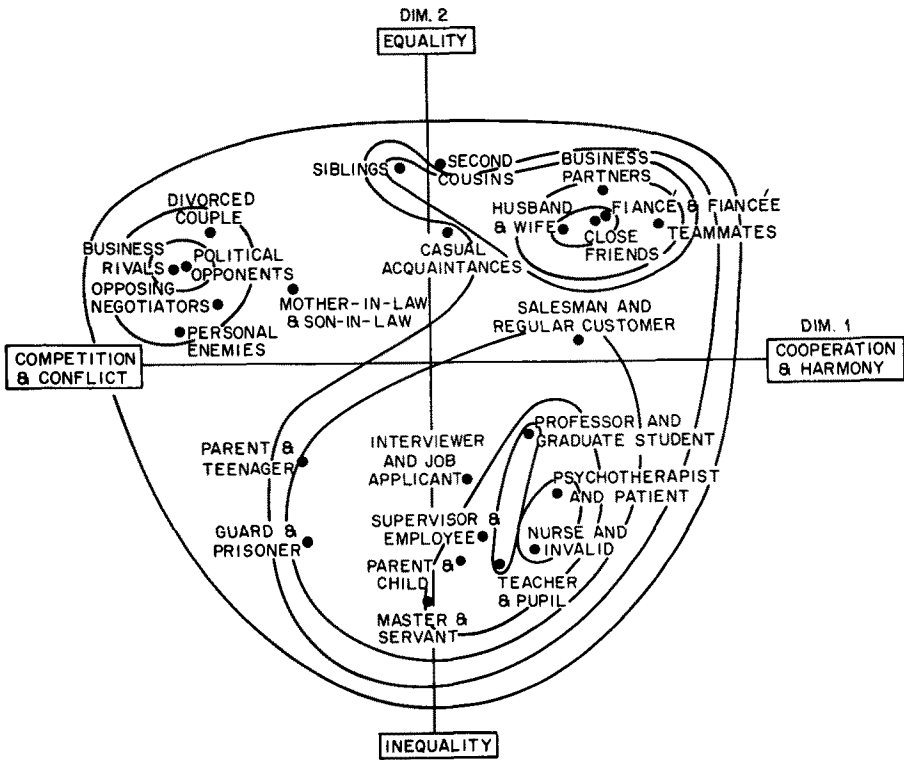 DIM. 2
EQUALITY
SIBLINGS
SECOND
COUSINS
BUSINESS
PARTNERS
DIVORCED
COUPLE
HUSBAND
& WIFE
FIANCÉ & FIANCÉE
TEAMMATES
CLOSE
FRIENDS
BUSINESS
RIVALS
POLITICAL
OPPONENTS
CASUAL
ACQUAINTANCES
OPPOSING
NEGOTIATORS
MOTHER-IN-LAW
& SON-IN-LAW
SALESMAN AND
REGULAR CUSTOMER
PERSONAL
ENEMIES
DIM. 1
COMPETITION
& CONFLICT
COOPERATION
& HARMONY
PROFESSOR AND
GRADUATE STUDENT
PARENT &
TEENAGER
INTERVIEWER
AND JOB
APPLICANT
PSYCHOTHERAPIST
AND PATIENT
GUARD &
PRISONER
SUPERVISOR &
EMPLOYEE
NURSE AND
INVALID
PARENT &
CHILD
TEACHER
& PUPIL
MASTER &
SERVANT
INEQUALITY